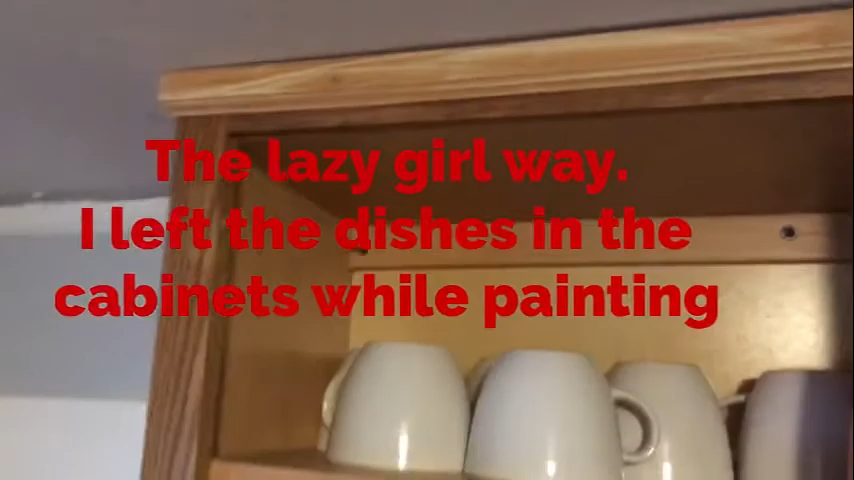 The lazy girl way.
I left the dishes in the
cabinets while painting